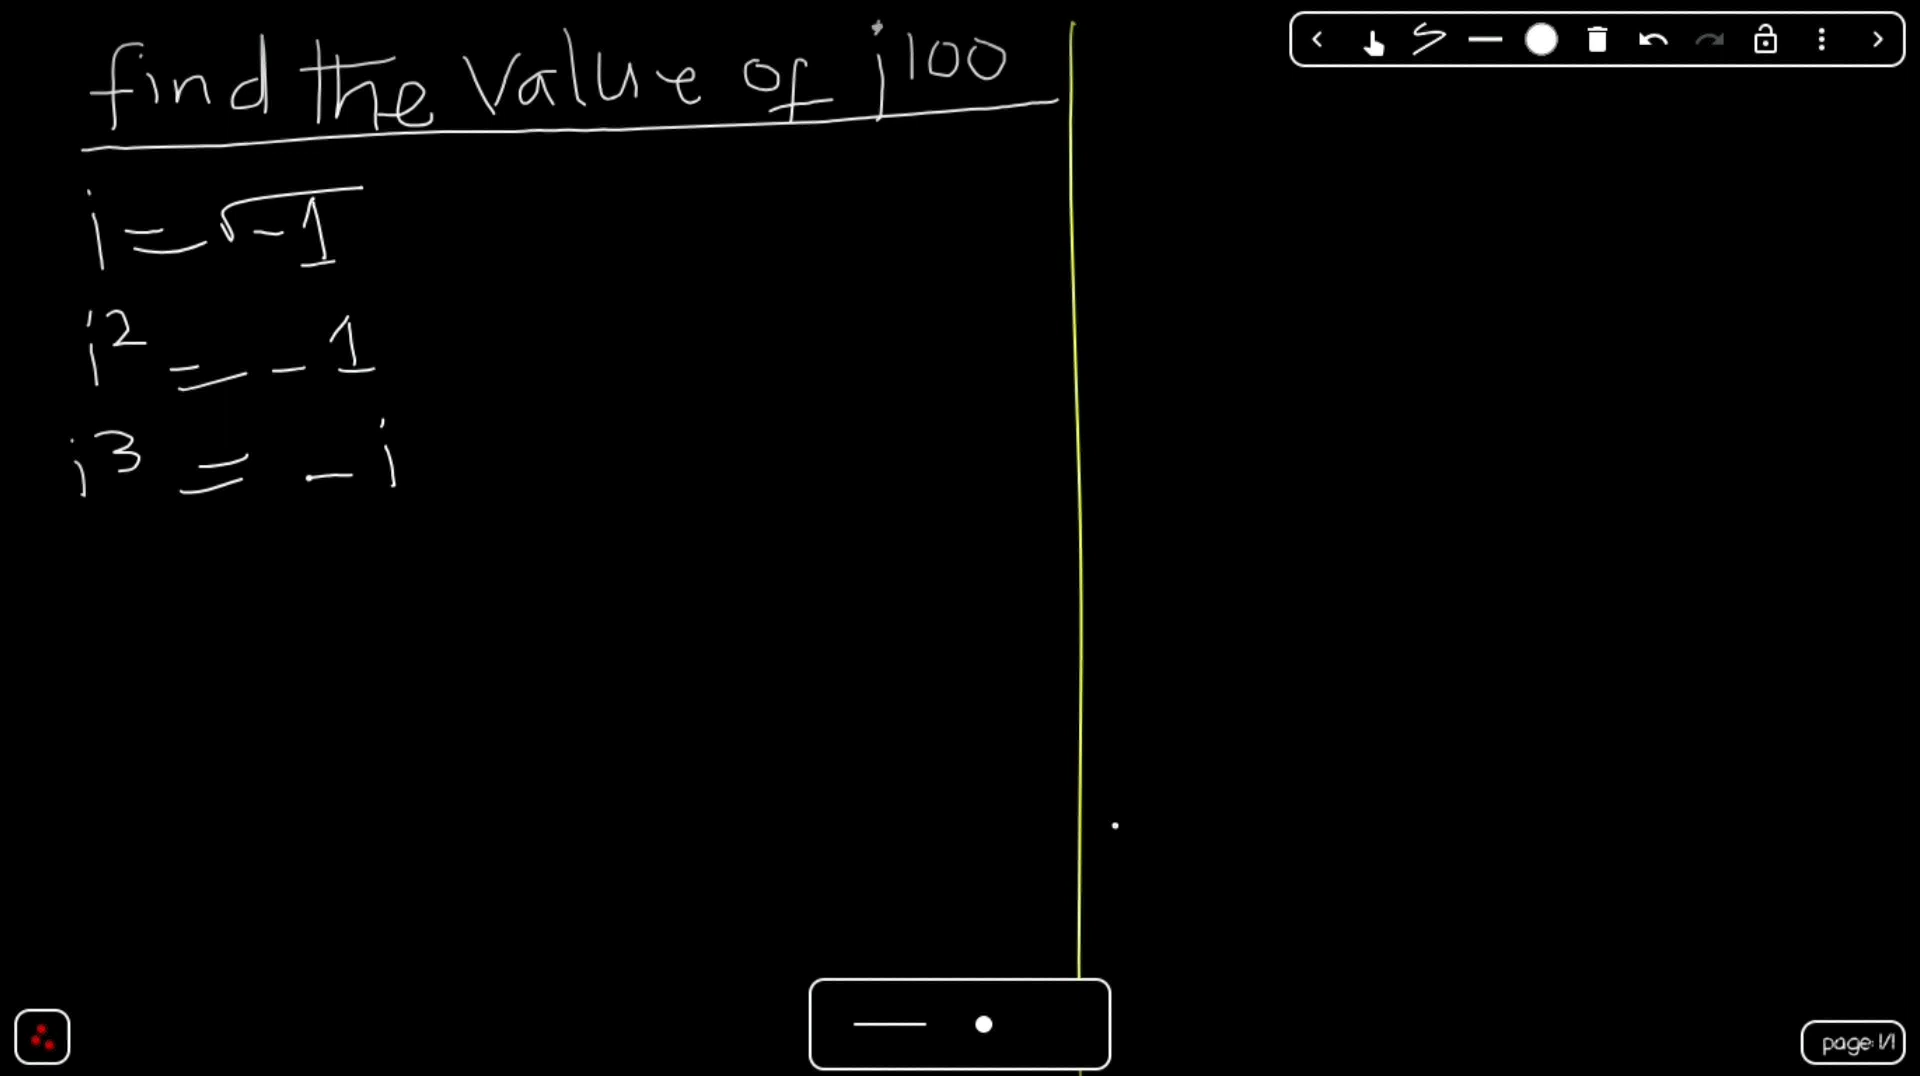 find the value of i¹⁰⁰
i = √-1
i² = -1
i³ = -i
page: 1/1